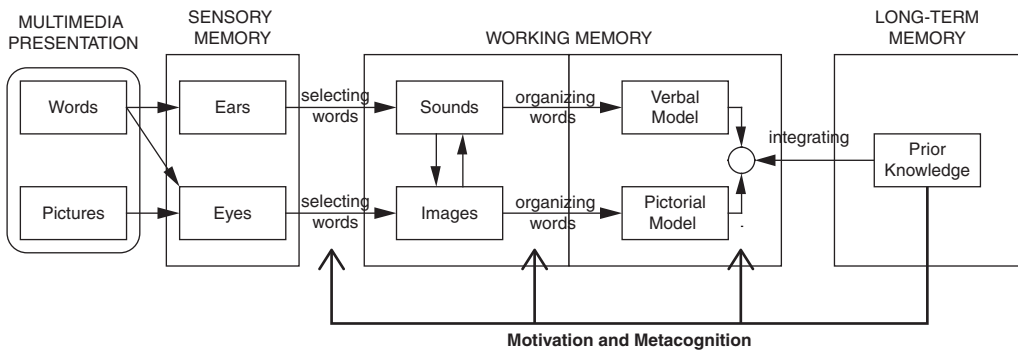 MULTIMEDIA
PRESENTATION
SENSORY
MEMORY
WORKING MEMORY
LONG-TERM
MEMORY
Words
Ears
selecting
words
Sounds
organizing
words
Verbal
Model
integrating
Prior
Knowledge
Pictures
Eyes
selecting
words
Images
organizing
words
Pictorial
Model
Motivation and Metacognition